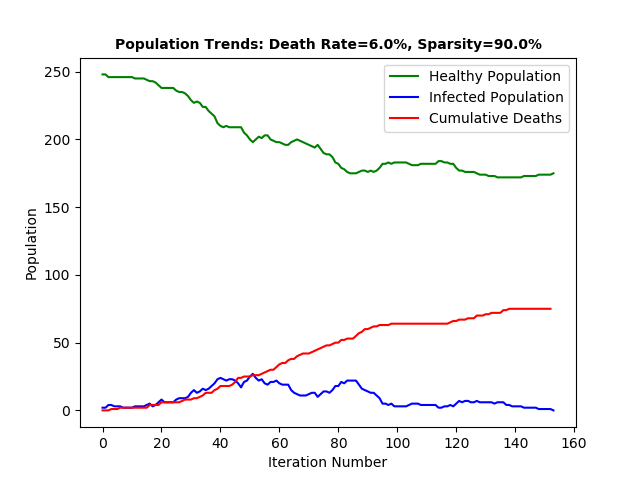 Population Trends: Death Rate=6.0%, Sparsity=90.0%
Healthy Population
Infected Population
Cumulative Deaths
250
200
150
100
50
0
Population
0 20 40 60 80 100 120 140 160
Iteration Number